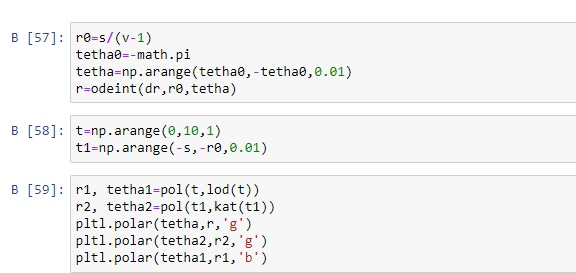 В [57]: r0=s/(v-1)
tetha0=-math.pi
tetha=np.arange(tetha0,-tetha0,0.01)
r=odeint(dr,r0,tetha)
В [58]: t=np.arange(0,10,1)
t1=np.arange(-s,-r0,0.01)
В [59]: r1, tetha1=pol(t,lod(t))
r2, tetha2=pol(t1,kat(t1))
pltl.polar(tetha,r,'g')
pltl.polar(tetha2,r2,'g')
pltl.polar(tetha1,r1,'b')